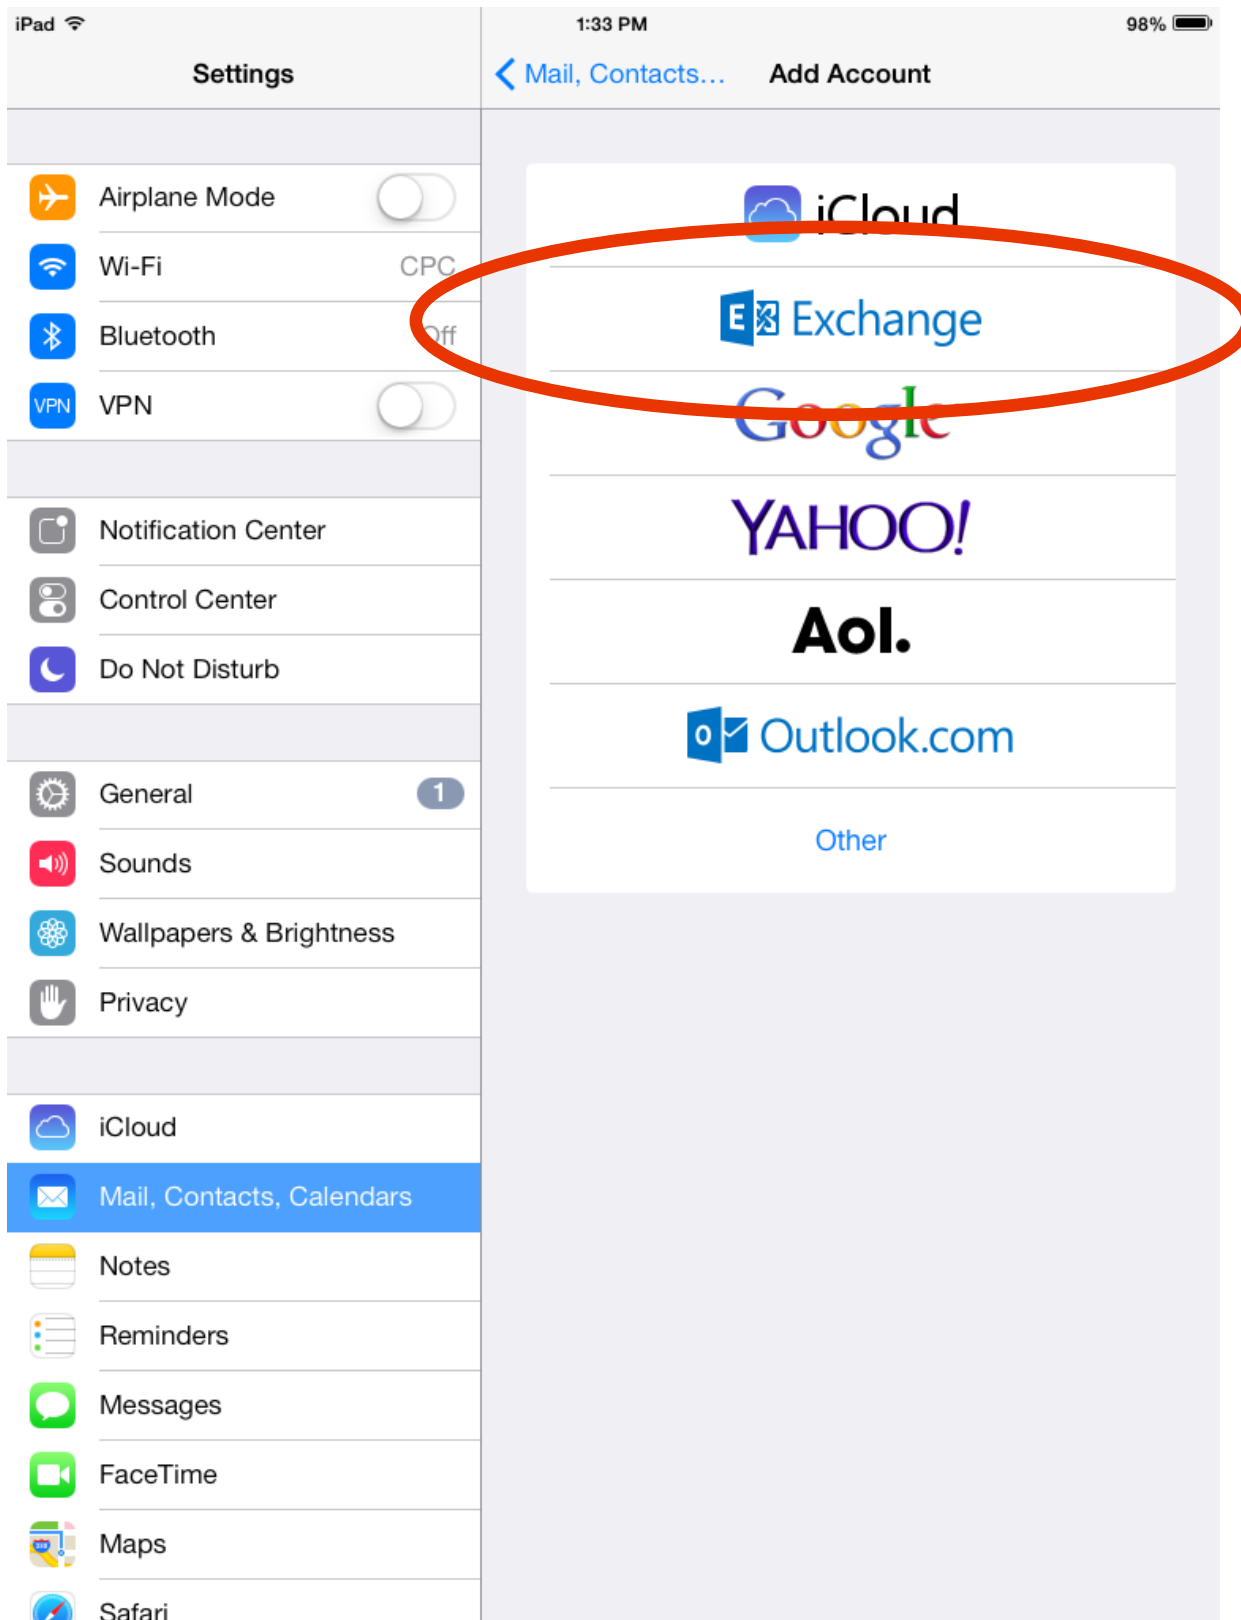 iPad
1:33 PM
98%
Settings
Mail, Contacts...
Add Account
Airplane Mode
Wi-Fi
CPC
Bluetooth
Off
VPN
VPN
Notification Center
Control Center
Do Not Disturb
General
1
Sounds
Wallpapers & Brightness
Privacy
iCloud
Mail, Contacts, Calendars
Notes
Reminders
Messages
FaceTime
Maps
Safari
iCloud
E Exchange
Google
YAHOO!
Aol.
o Outlook.com
Other